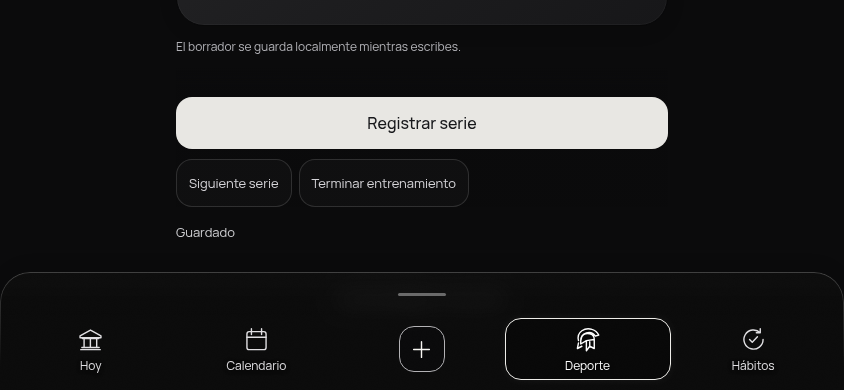 El borrador se guarda localmente mientras escribes.
Registrar serie
Siguiente serie
Terminar entrenamiento
Guardado
Hoy
Calendario
Deporte
Hábitos